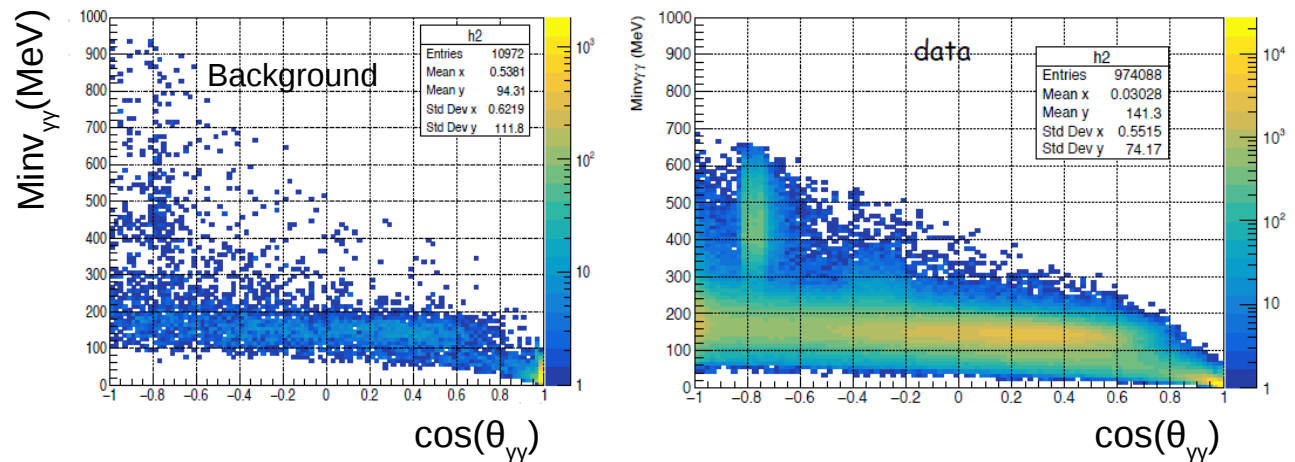 Minv_γγ(MeV)
1000
900
800
700
600
500
400
300
200
100
0
Background
h2
Entries 10972
Mean x 0.5381
Mean y 94.31
Std Dev x 0.6219
Std Dev y 111.8
10³
10²
10
1
−1 −0.8 −0.6 −0.4 −0.2 0 0.2 0.4 0.6 0.8 1
cos(θ_γγ)
Minvγγ (MeV)
1000
900
800
700
600
500
400
300
200
100
0
data
h2
Entries 974088
Mean x 0.03028
Mean y 141.3
Std Dev x 0.5515
Std Dev y 74.17
10⁴
10³
10²
10
1
−1 −0.8 −0.6 −0.4 −0.2 0 0.2 0.4 0.6 0.8 1
cos(θ_γγ)